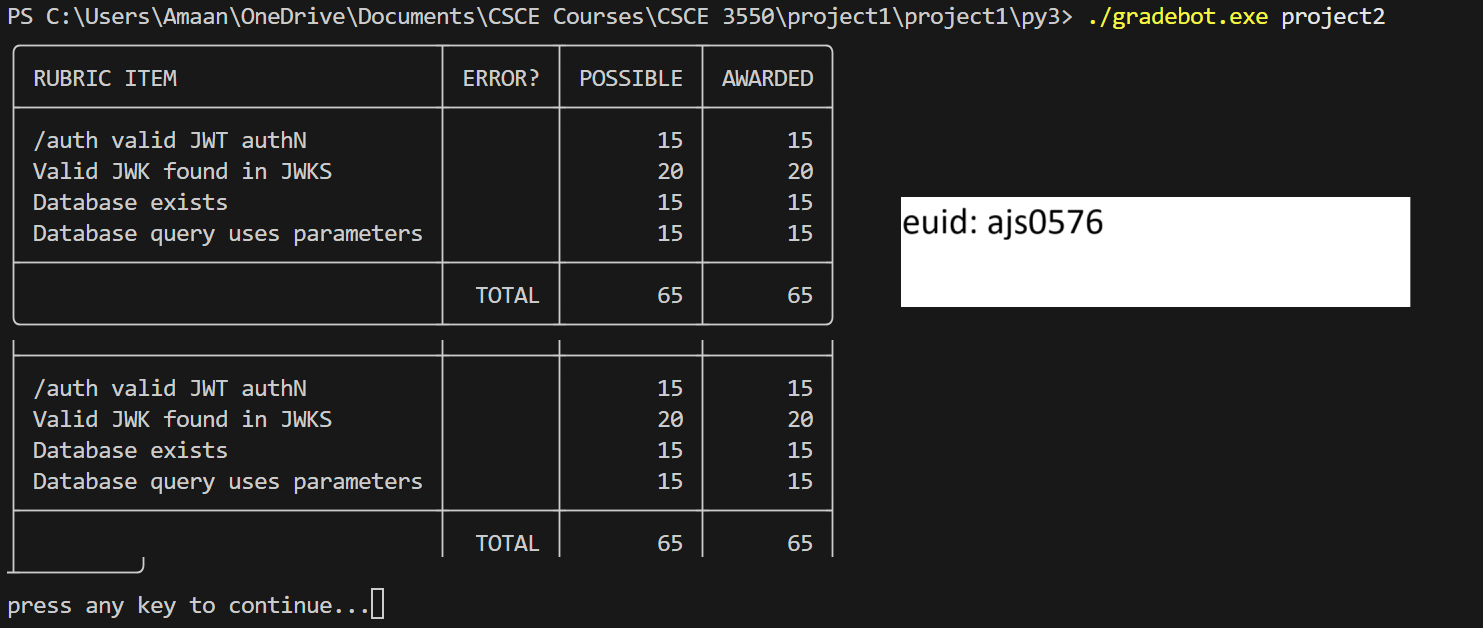 PS C:\Users\Amaan\OneDrive\Documents\CSCE Courses\CSCE 3550\project1\project1\py3> ./gradebot.exe project2
RUBRIC ITEM ERROR? POSSIBLE AWARDED
/auth valid JWT authN 15 15
Valid JWK found in JWKS 20 20
Database exists 15 15
Database query uses parameters 15 15
TOTAL 65 65
euid: ajs0576
/auth valid JWT authN 15 15
Valid JWK found in JWKS 20 20
Database exists 15 15
Database query uses parameters 15 15
TOTAL 65 65
press any key to continue...